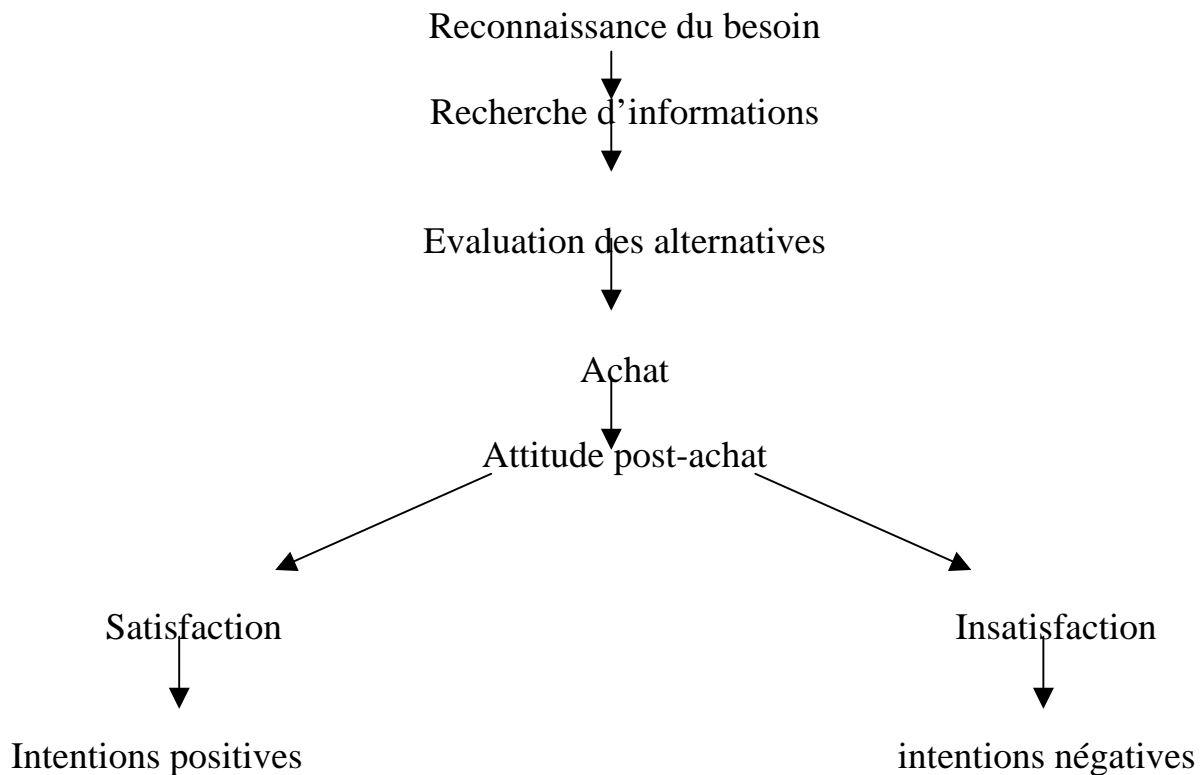 Reconnaissance du besoin
Recherche d’informations
Evaluation des alternatives
Achat
Attitude post-achat
Satisfaction
Insatisfaction
Intentions positives
intentions négatives